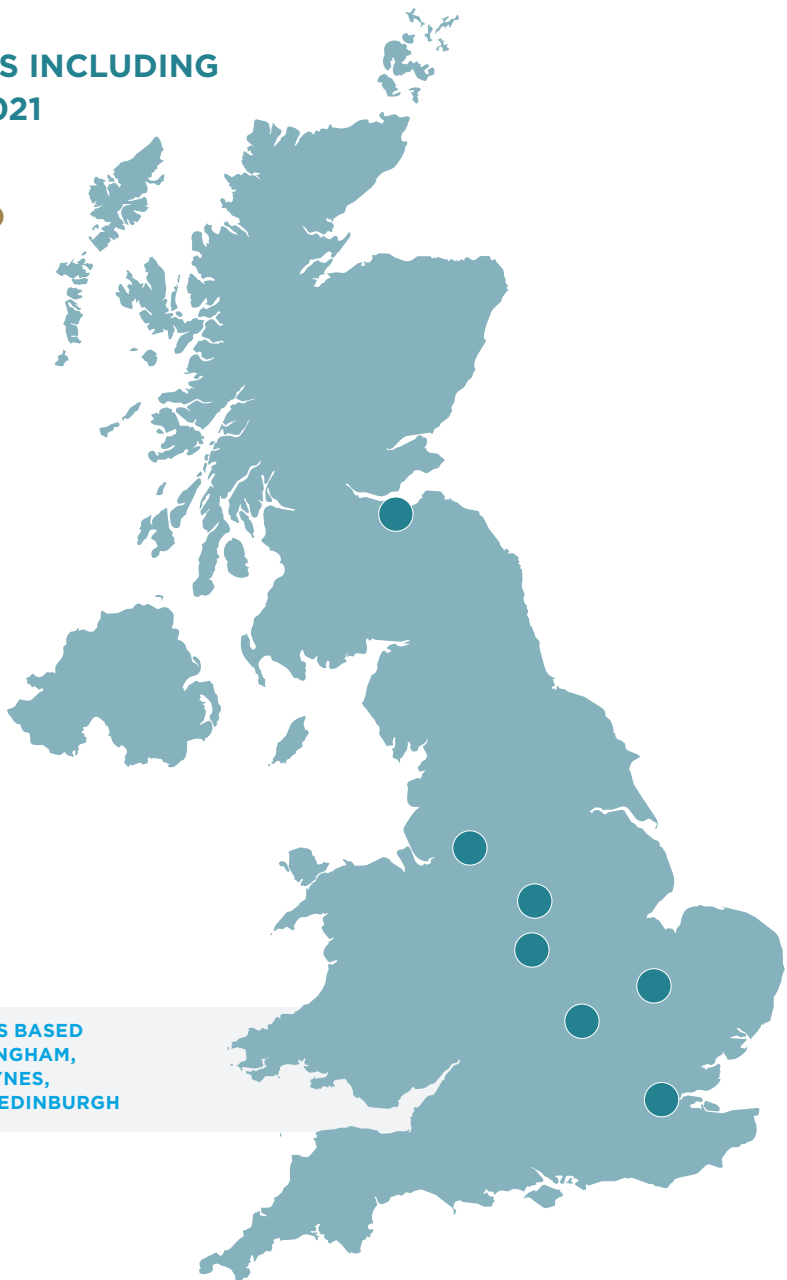 S INCLUDING
021
S BASED
NGHAM,
YNES,
EDINBURGH